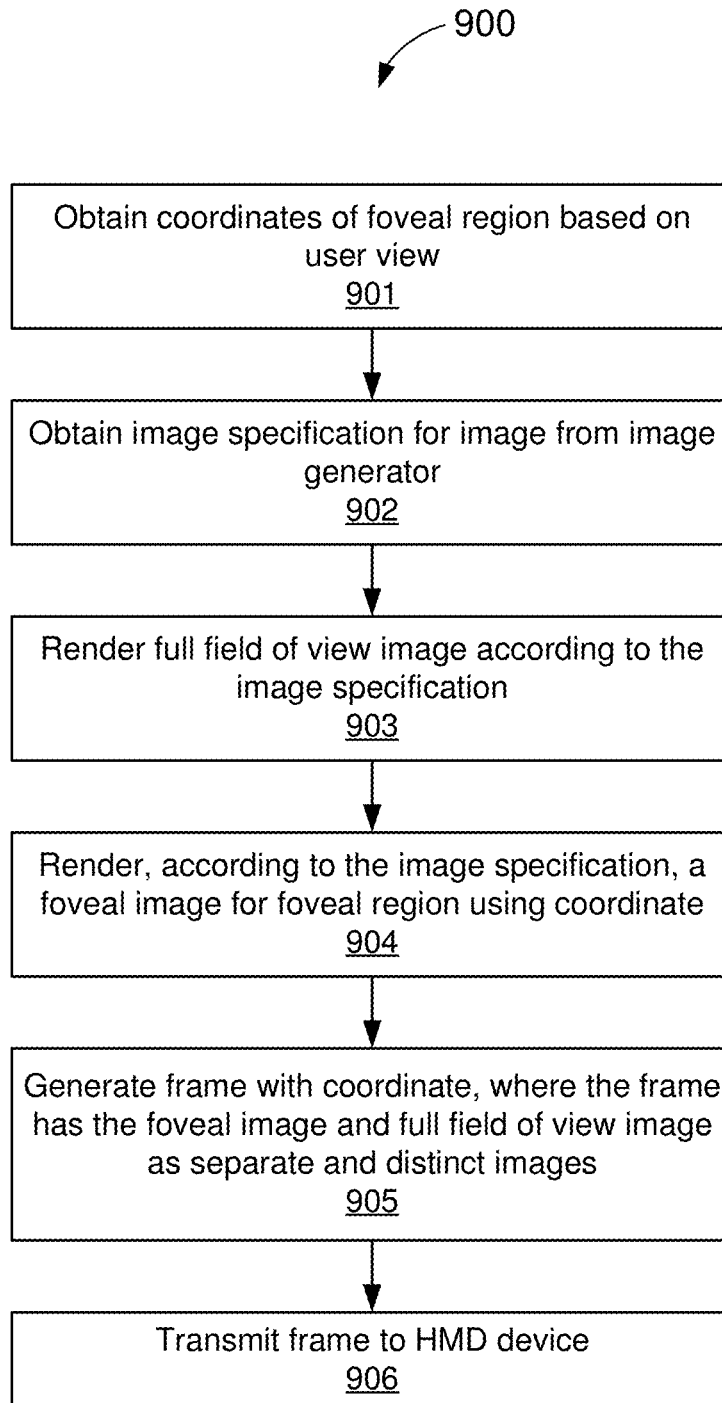 900
Obtain coordinates of foveal region based on
user view
901
Obtain image specification for image from image
generator
902
Render full field of view image according to the
image specification
903
Render, according to the image specification, a
foveal image for foveal region using coordinate
904
Generate frame with coordinate, where the frame
has the foveal image and full field of view image
as separate and distinct images
905
Transmit frame to HMD device
906